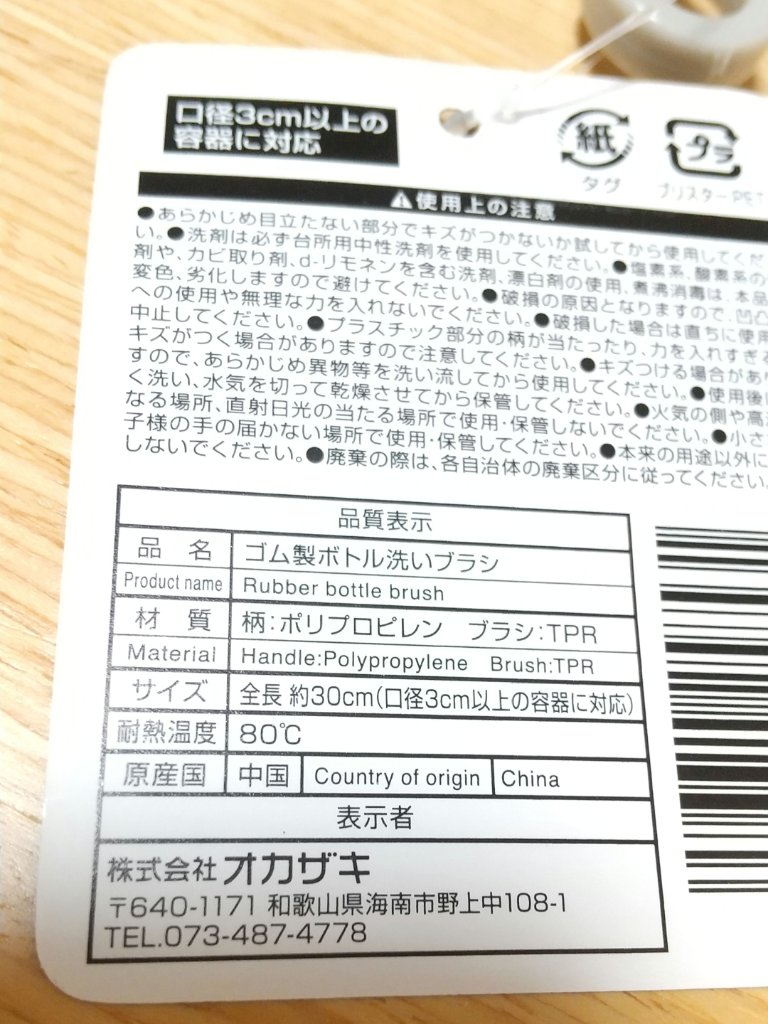 口径3cm以上の
容器に対応
紙
タグ
プラ
ブリスターPET
⚠使用上の注意
●あらかじめ目立たない部分でキズがつかないか試してから使用してくだ
い。●洗剤は必ず台所用中性洗剤を使用してください。●塩素系、酸素系の
剤や、カビ取り剤、d-リモネンを含む洗剤、漂白剤の使用、煮沸消毒は、本品
変色、劣化しますので避けてください。●破損の原因となりますので、凹凸
への使用や無理な力を入れないでください。●破損した場合は直ちに使用
中止してください。●プラスチック部分の柄が当たったり、力を入れすぎる
キズがつく場合がありますので注意してください。●キズつける場合があり
すので、あらかじめ異物等を洗い流してから使用してください。●使用後は
く洗い、水気を切って乾燥させてから保管してください。●火気の側や高温
なる場所、直射日光の当たる場所で使用・保管しないでください。●小さ
子様の手の届かない場所で使用・保管してください。●本来の用途以外に
しないでください。●廃棄の際は、各自治体の廃棄区分に従ってください。
品質表示
品 名 ゴム製ボトル洗いブラシ
Product name Rubber bottle brush
材 質 柄:ポリプロピレン ブラシ:TPR
Material Handle:Polypropylene Brush:TPR
サイズ 全長 約30cm(口径3cm以上の容器に対応)
耐熱温度 80℃
原産国 中国 Country of origin China
表示者
株式会社オカザキ
〒640-1171 和歌山県海南市野上中108-1
TEL.073-487-4778